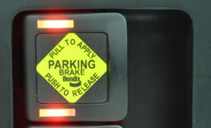 PULL TO APPLY
PARKING
BRAKE
Bendix
PUSH TO RELEASE